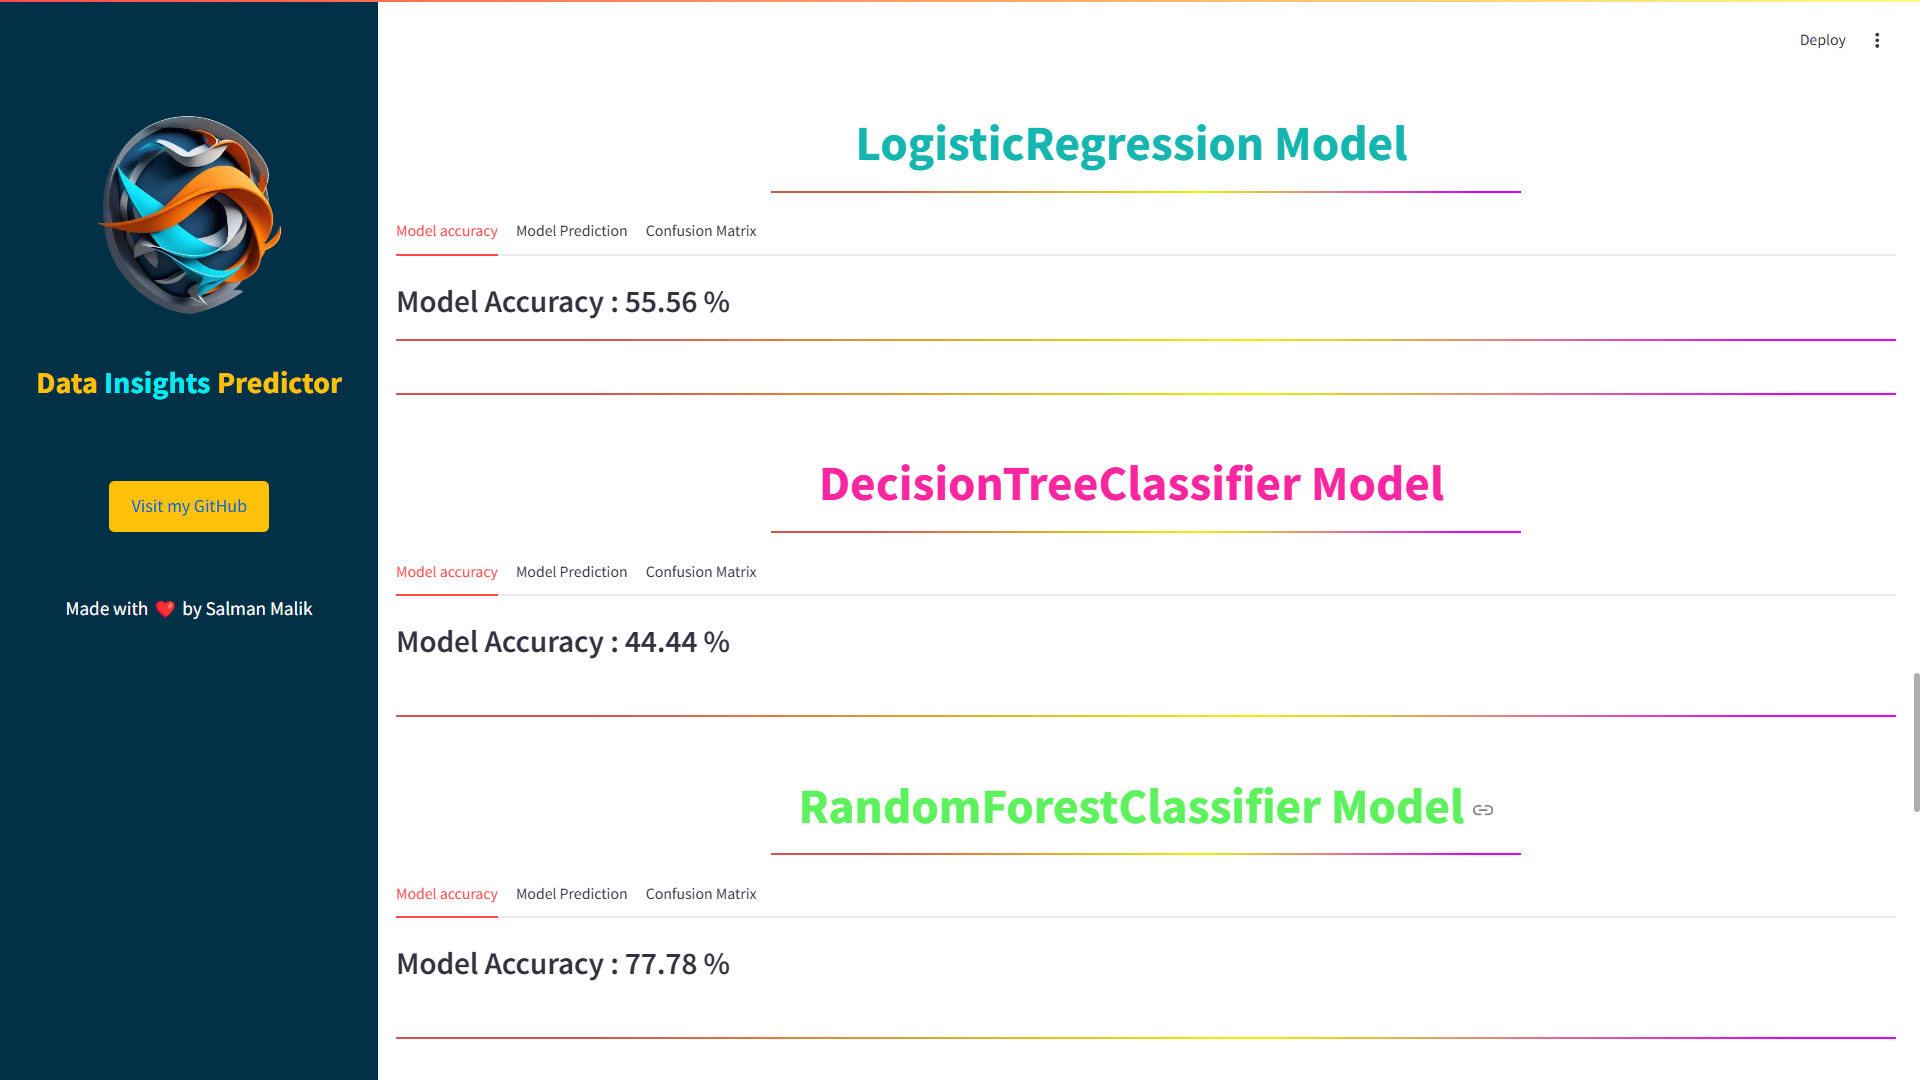 Deploy
Data Insights Predictor
Visit my GitHub
Made with ❤️ by Salman Malik
LogisticRegression Model
Model accuracy Model Prediction Confusion Matrix
Model Accuracy : 55.56 %
DecisionTreeClassifier Model
Model accuracy Model Prediction Confusion Matrix
Model Accuracy : 44.44 %
RandomForestClassifier Model
Model accuracy Model Prediction Confusion Matrix
Model Accuracy : 77.78 %